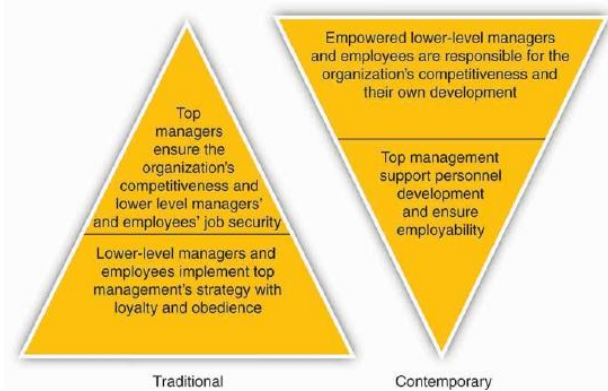 Top
managers
ensure the
organization's
competitiveness and
lower level managers'
and employees' job security
Lower-level managers and
employees implement top
management's strategy with
loyalty and obedience
Traditional
Empowered lower-level managers
and employees are responsible for the
organization's competitiveness and
their own development
Top management
support personnel
development
and ensure
employability
Contemporary